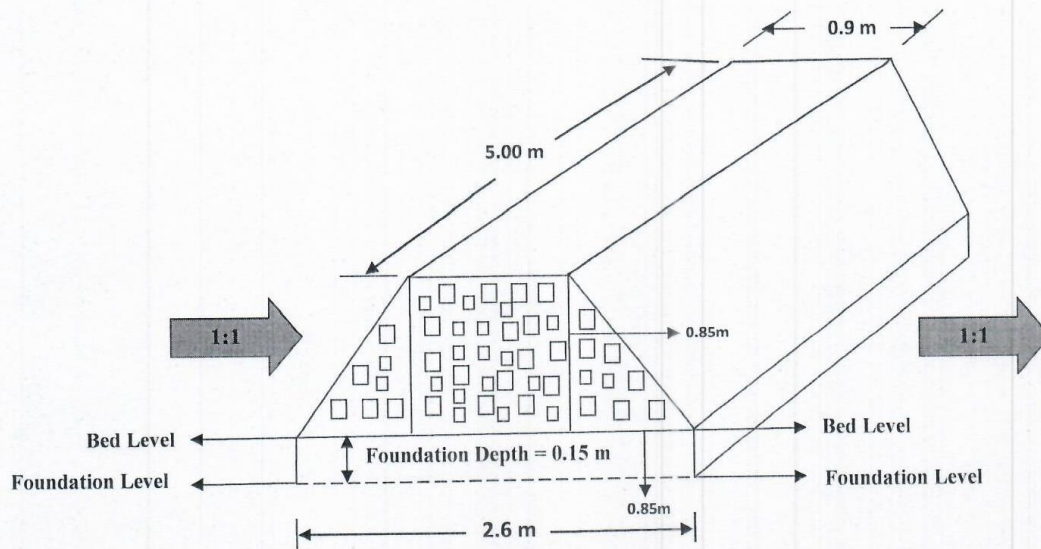 0.9 m
5.00 m
1:1
0.85m
1:1
Bed Level
Bed Level
Foundation Depth = 0.15 m
Foundation Level
Foundation Level
0.85m
2.6 m